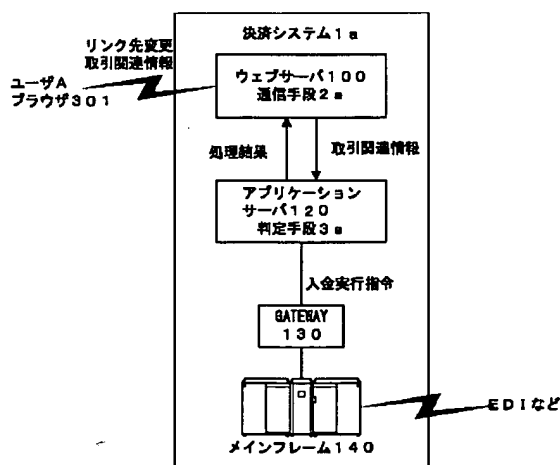 決済システム1a
リンク先変更
取引関連情報
ユーザA
ブラウザ301
ウェブサーバ100
通信手段2a
処理結果
取引関連情報
アプリケーション
サーバ120
判定手段3a
入金実行指令
GATEWAY
130
メインフレーム140
EDIなど